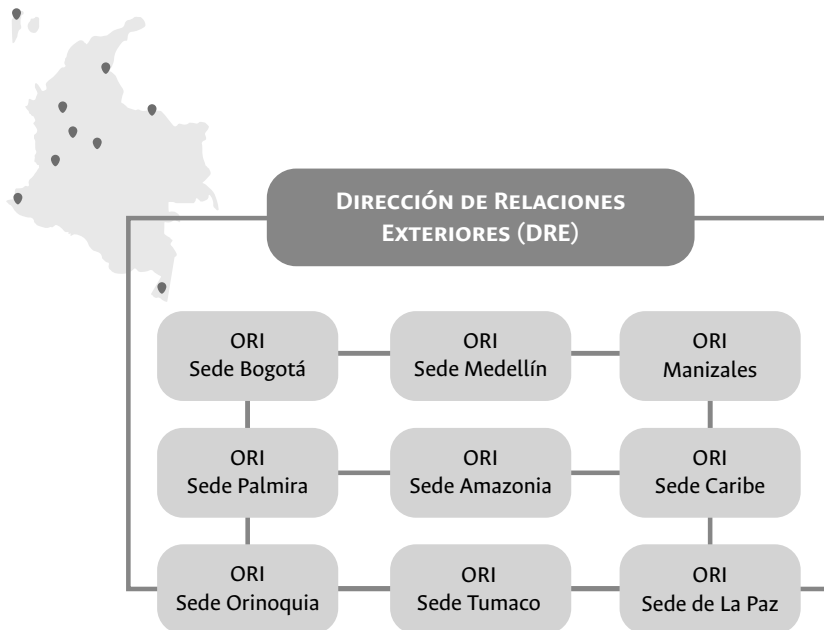 DIRECCIÓN DE RELACIONES
EXTERIORES (DRE)
ORI
Sede Bogotá
ORI
Sede Medellín
ORI
Manizales
ORI
Sede Palmira
ORI
Sede Amazonia
ORI
Sede Caribe
ORI
Sede Orinoquia
ORI
Sede Tumaco
ORI
Sede de La Paz